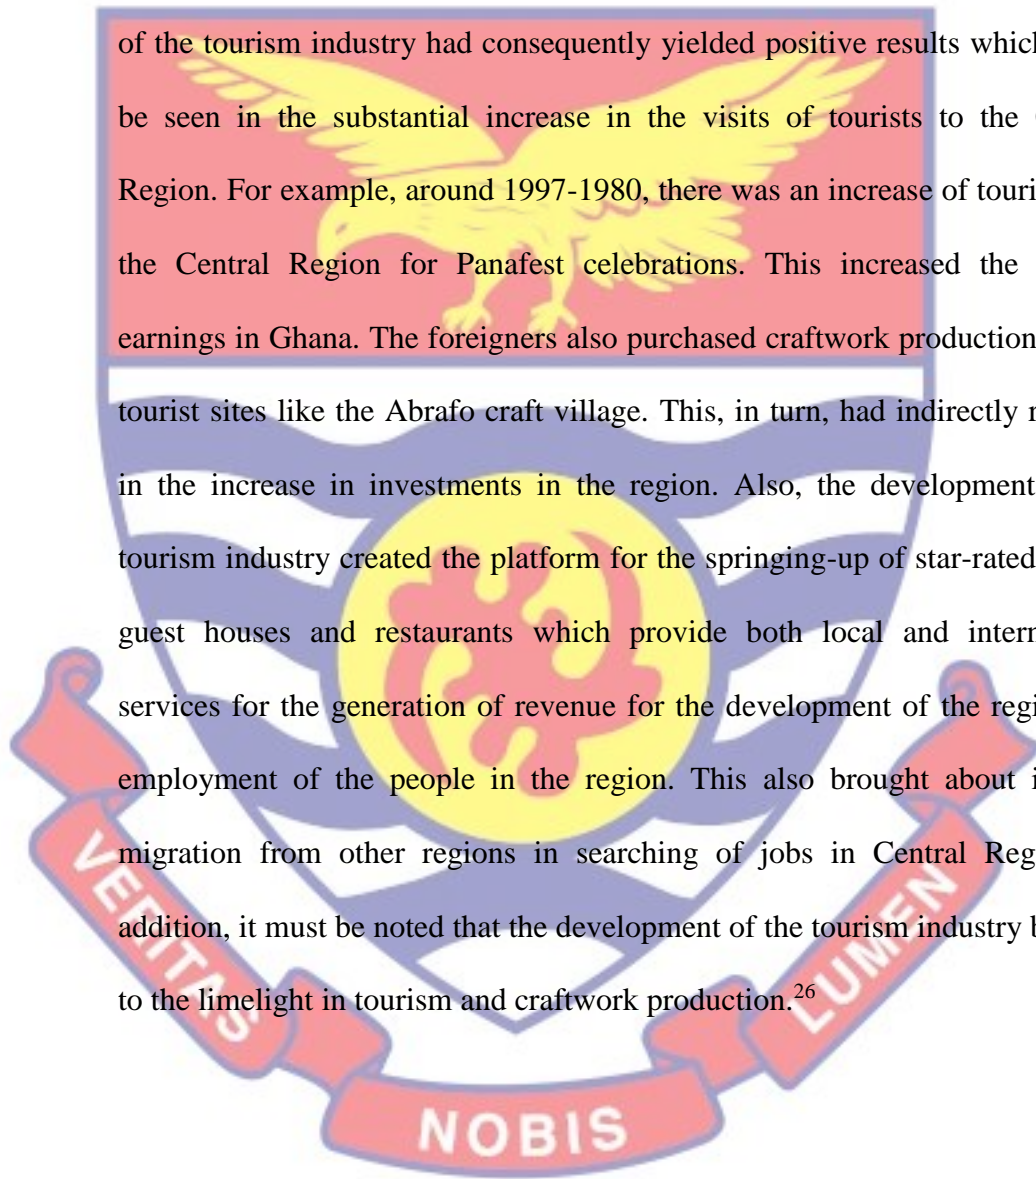 of the tourism industry had consequently yielded positive results which
be seen in the substantial increase in the visits of tourists to the
Region. For example, around 1997-1980, there was an increase of touri
the Central Region for Panafest celebrations. This increased the
earnings in Ghana. The foreigners also purchased craftwork production
tourist sites like the Abrafo craft village. This, in turn, had indirectly r
in the increase in investments in the region. Also, the development
tourism industry created the platform for the springing-up of star-rated
guest houses and restaurants which provide both local and intern
services for the generation of revenue for the development of the regi
employment of the people in the region. This also brought about i
migration from other regions in searching of jobs in Central Reg
addition, it must be noted that the development of the tourism industry b
to the limelight in tourism and craftwork production.26
VERITAS
NOBIS
LUMEN